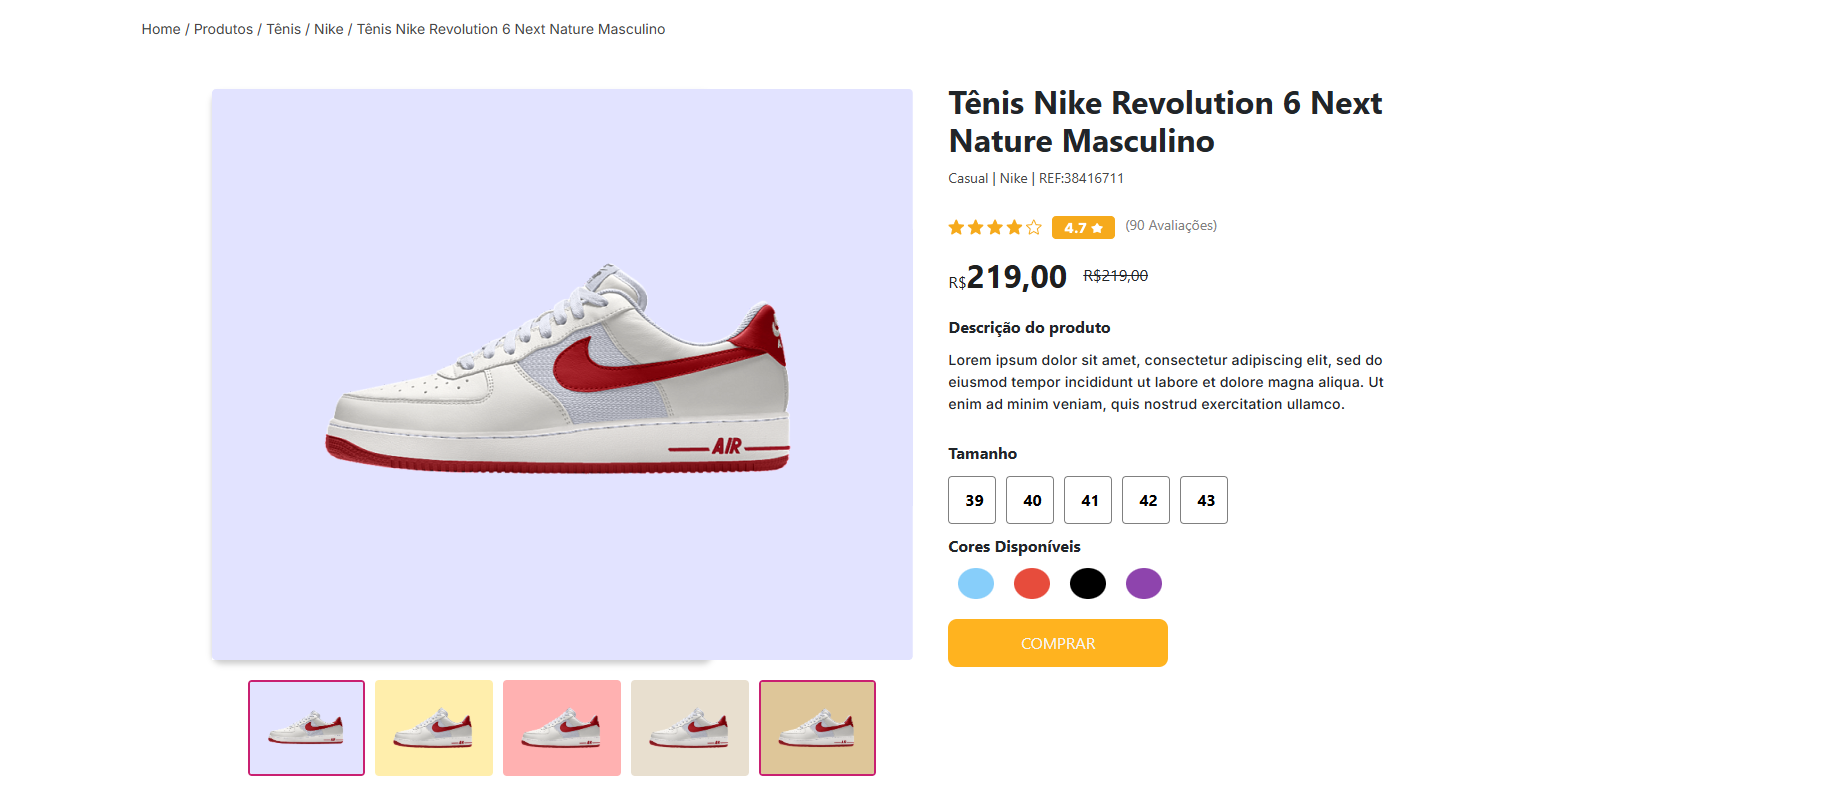 Home / Produtos / Tênis / Nike / Tênis Nike Revolution 6 Next Nature Masculino
Tênis Nike Revolution 6 Next
Nature Masculino
Casual | Nike | REF:38416711
4.7 (90 Avaliações)
R$219,00 R$219,00
Descrição do produto
Lorem ipsum dolor sit amet, consectetur adipiscing elit, sed do
eiusmod tempor incididunt ut labore et dolore magna aliqua. Ut
enim ad minim veniam, quis nostrud exercitation ullamco.
AIR
Tamanho
39 40 41 42 43
Cores Disponíveis
COMPRAR